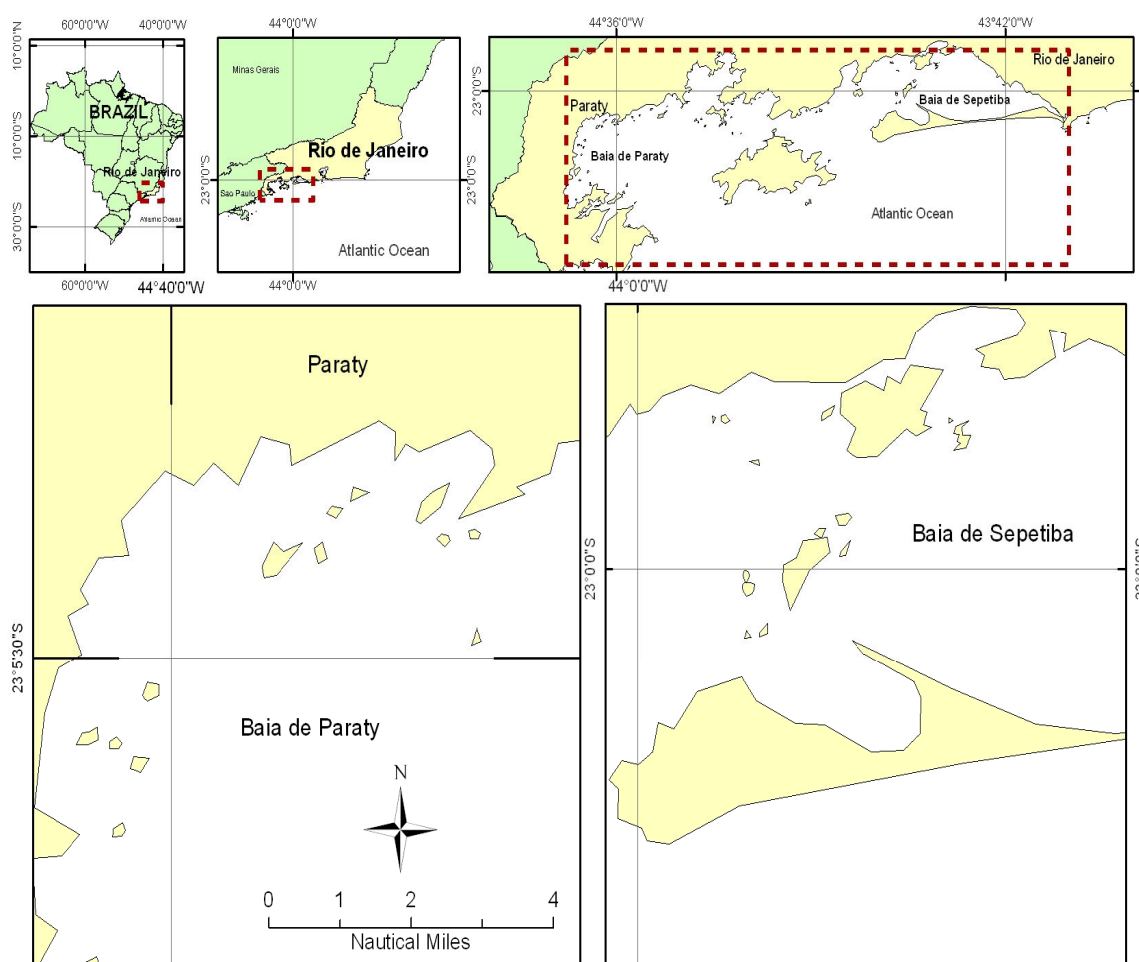 60°0'0"W 40°0'0"W
44°0'0"W
44°36'0"W 43°42'0"W
10°0'0"N
10°0'0"S
30°0'0"S
BRAZIL
Rio de Janeiro
Atlantic Ocean
60°0'0"W 40°0'0"W
Minas Gerais
Rio de Janeiro
Sao Paulo
23°0'0"S
Atlantic Ocean
44°0'0"W
Rio de Janeiro
23°0'0"S
Baia de Sepetiba
Paraty
Baia de Paraty
Atlantic Ocean
44°40'0"W
Paraty
23°5'30"S
Baia de Paraty
N
0 1 2 4
Nautical Miles
44°0'0"W
Baia de Sepetiba
23°0'0"S